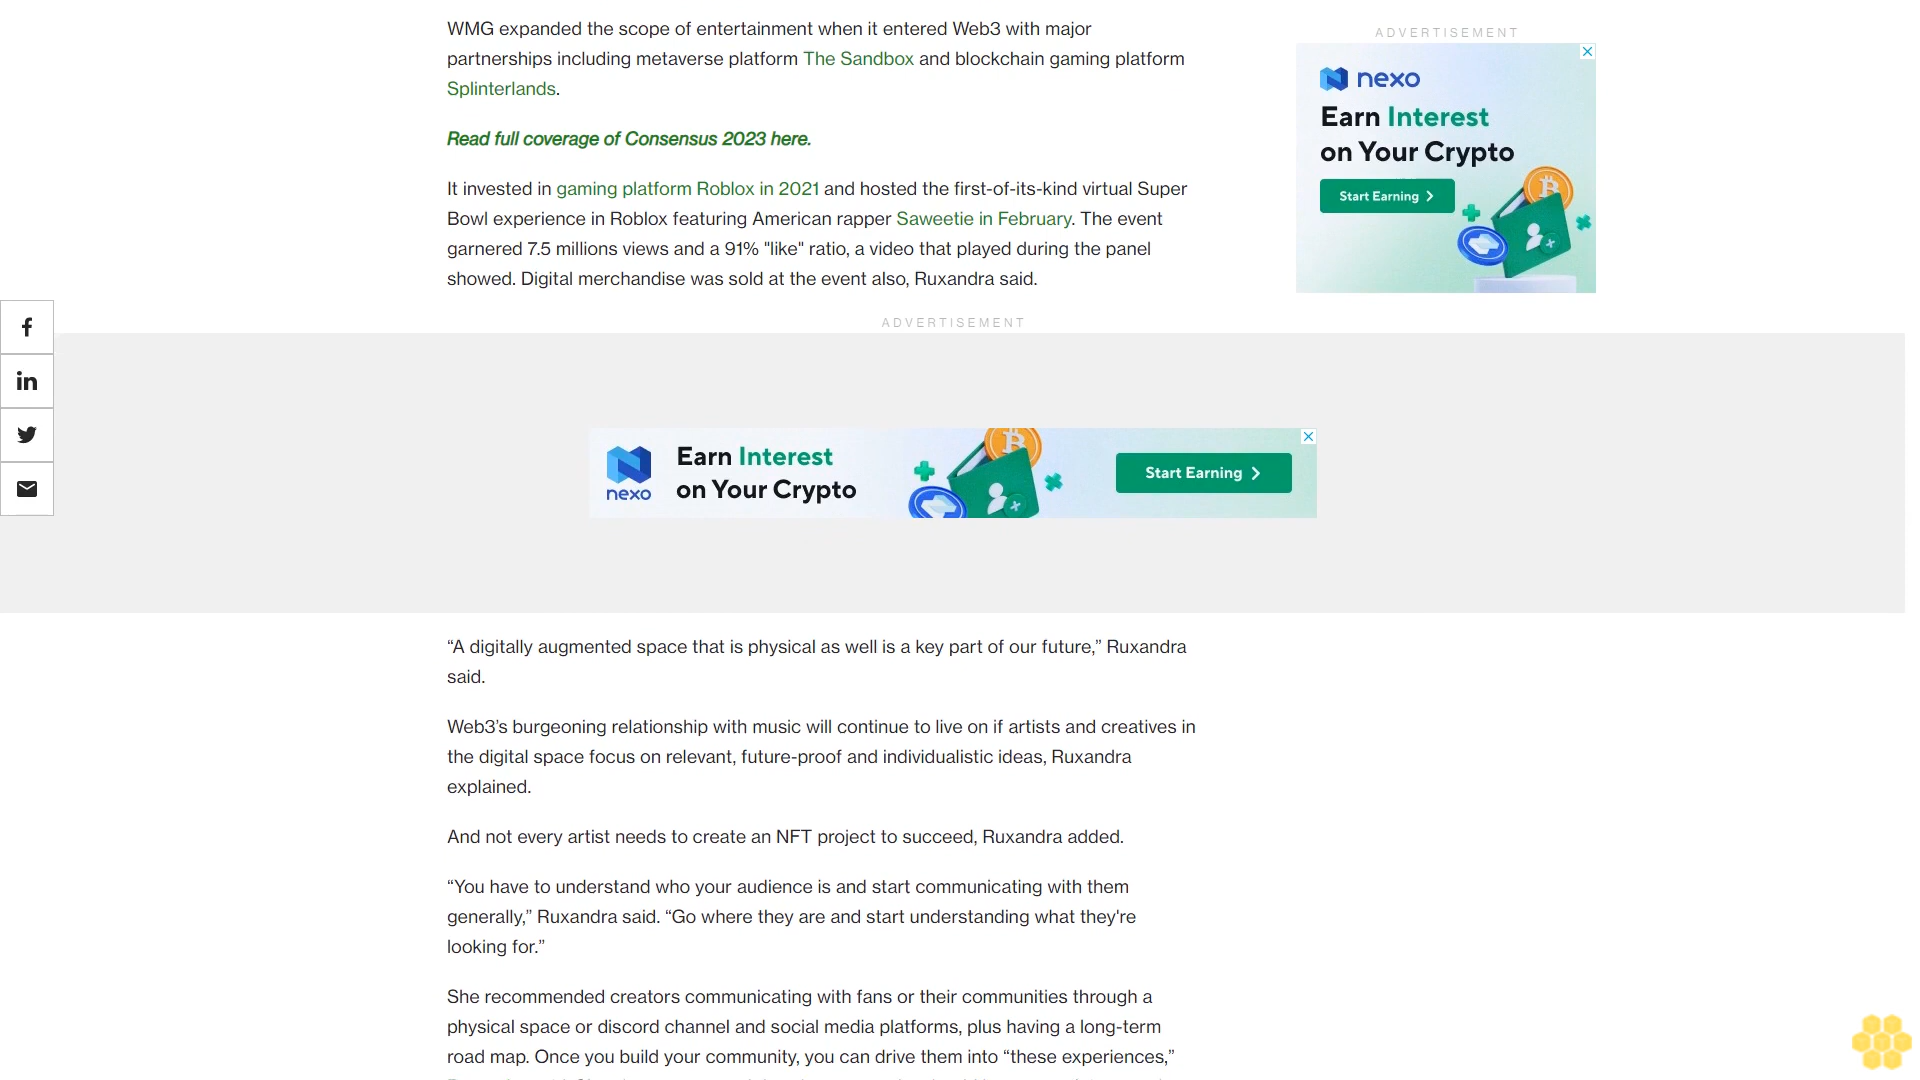 WMG expanded the scope of entertainment when it entered Web3 with major
partnerships including metaverse platform The Sandbox and blockchain gaming platform
Splinterlands.
Read full coverage of Consensus 2023 here.
It invested in gaming platform Roblox in 2021 and hosted the first-of-its-kind virtual Super
Bowl experience in Roblox featuring American rapper Saweetie in February. The event
garnered 7.5 millions views and a 91% "like" ratio, a video that played during the panel
showed. Digital merchandise was sold at the event also, Ruxandra said.
ADVERTISEMENT
nexo
Earn Interest
on Your Crypto
Start Earning
ADVERTISEMENT
nexo
Earn Interest
on Your Crypto
Start Earning
“A digitally augmented space that is physical as well is a key part of our future,” Ruxandra
said.
Web3’s burgeoning relationship with music will continue to live on if artists and creatives in
the digital space focus on relevant, future-proof and individualistic ideas, Ruxandra
explained.
And not every artist needs to create an NFT project to succeed, Ruxandra added.
“You have to understand who your audience is and start communicating with them
generally,” Ruxandra said. “Go where they are and start understanding what they're
looking for.”
She recommended creators communicating with fans or their communities through a
physical space or discord channel and social media platforms, plus having a long-term
road map. Once you build your community, you can drive them into “these experiences,”